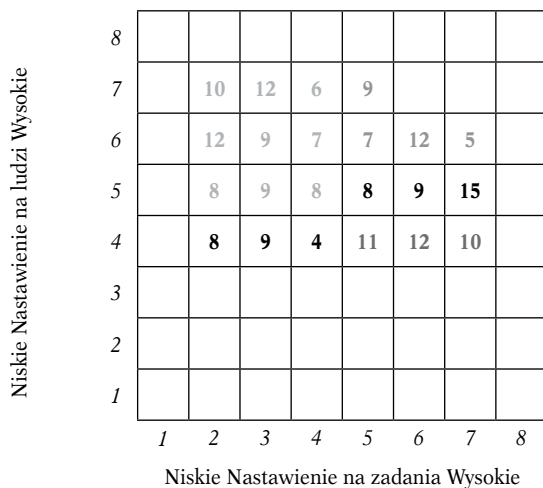 Niskie Nastawienie na ludzi Wysokie
8
7 10 12 6 9
6 12 9 7 7 12 5
5 8 9 8 8 9 15
4 8 9 4 11 12 10
3
2
1
1 2 3 4 5 6 7 8
Niskie Nastawienie na zadania Wysokie